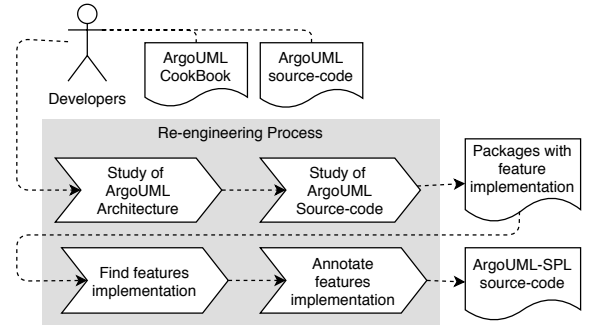 ArgoUML
CookBook
ArgoUML
source-code
Developers
Re-engineering Process
Study of
ArgoUML
Architecture
Study of
ArgoUML
Source-code
Packages with
feature
implementation
Find features
implementation
Annotate
features
implementation
ArgoUML-SPL
source-code